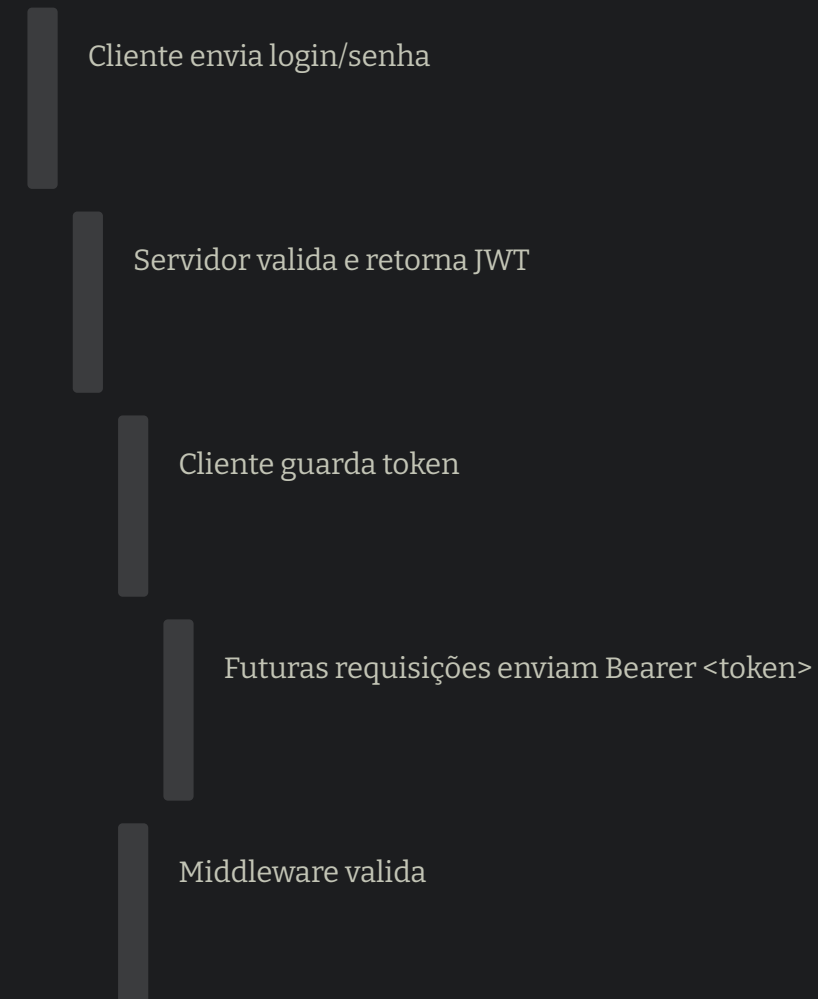 Cliente envia login/senha
Servidor valida e retorna JWT
Cliente guarda token
Futuras requisições enviam Bearer <token>
Middleware valida